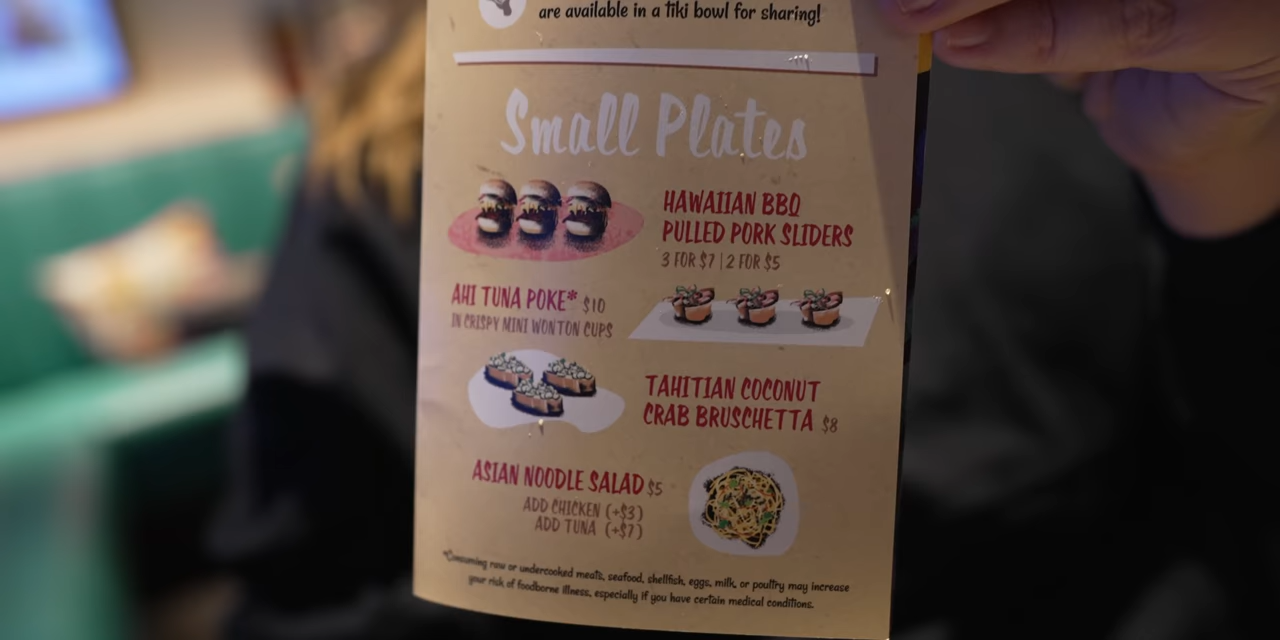 are available in a tiki bowl for sharing!
Small Plates
HAWAIIAN BBQ
PULLED PORK SLIDERS
3 FOR $7 | 2 FOR $5
AHI TUNA POKE* $10
IN CRISPY MINI WONTON CUPS
TAHITIAN COCONUT
CRAB BRUSCHETTA $8
ASIAN NOODLE SALAD $5
ADD CHICKEN (+$3)
ADD TUNA (+$7)
*Consuming raw or undercooked meats, seafood, shellfish, eggs, milk, or poultry may increase
your risk of foodborne illness, especially if you have certain medical conditions.